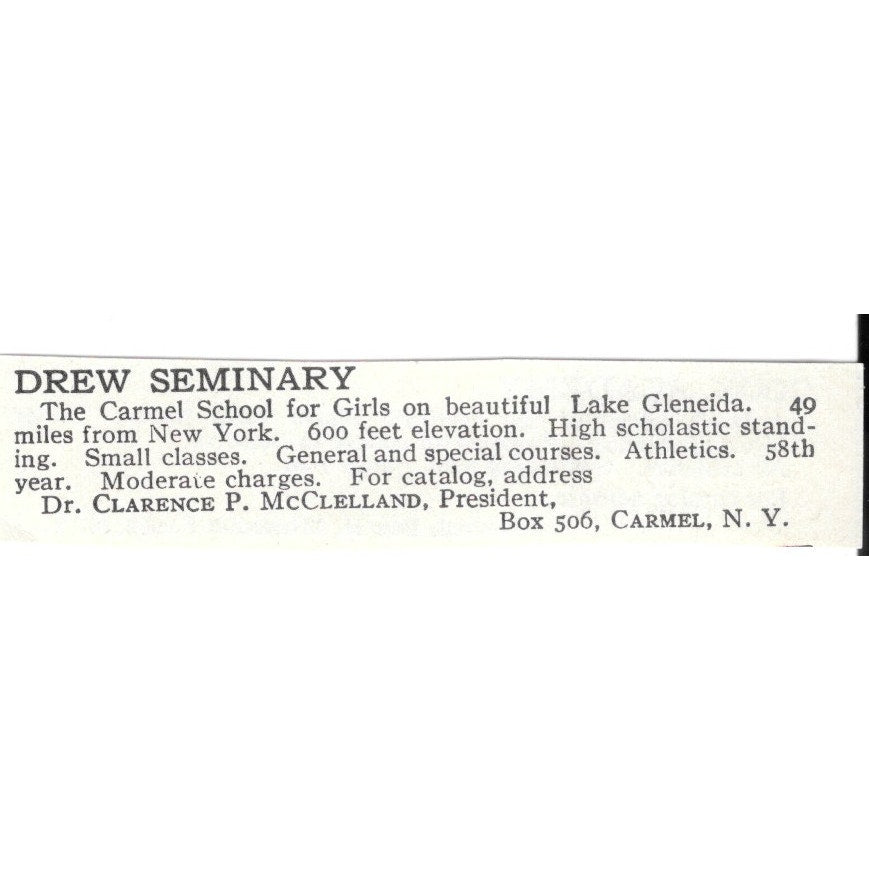 DREW SEMINARY
The Carmel School for Girls on beautiful Lake Gleneida. 49
miles from New York. 600 feet elevation. High scholastic stand-
ing. Small classes. General and special courses. Athletics. 58th
year. Moderate charges. For catalog, address
Dr. CLARENCE P. MCCLELLAND, President,
Box 506, CARMEL, N. Y.